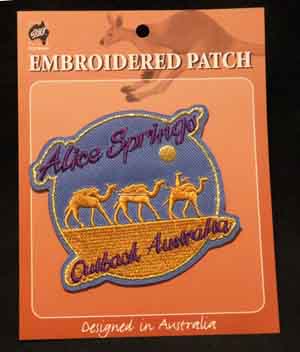 EMBROIDERED PATCH
Alice Springs
Outback Australia
Designed in Australia